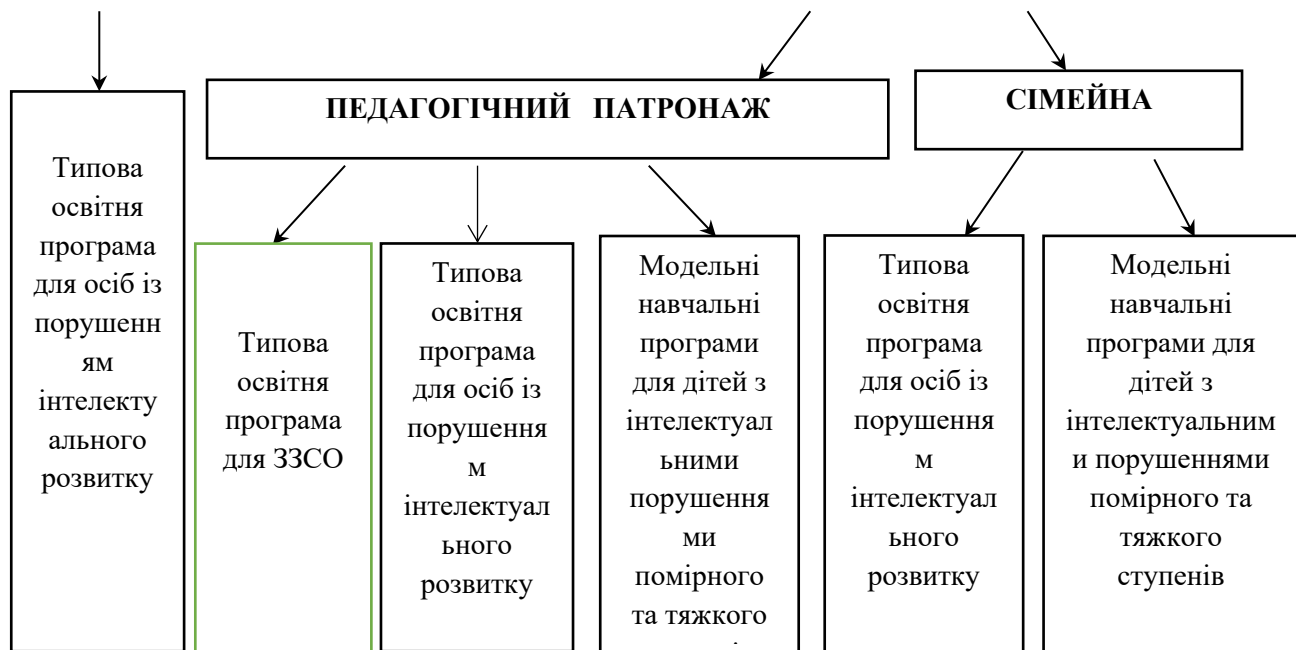 ПЕДАГОГІЧНИЙ ПАТРОНАЖ
СІМЕЙНА
Типова
освітня
програма
для осіб із
порушенн
ям
інтелекту
ального
розвитку
Типова
освітня
програма
для ЗЗСО
Типова
освітня
програма
для осіб із
порушення
м
інтелектуал
ьного
розвитку
Модельні
навчальні
програми
для дітей з
інтелектуал
ьними
порушення
ми
помірного
та тяжкого
Типова
освітня
програма
для осіб із
порушення
м
інтелектуал
ьного
розвитку
Модельні
навчальні
програми для
дітей з
інтелектуальним
и порушеннями
помірного та
тяжкого
ступенів